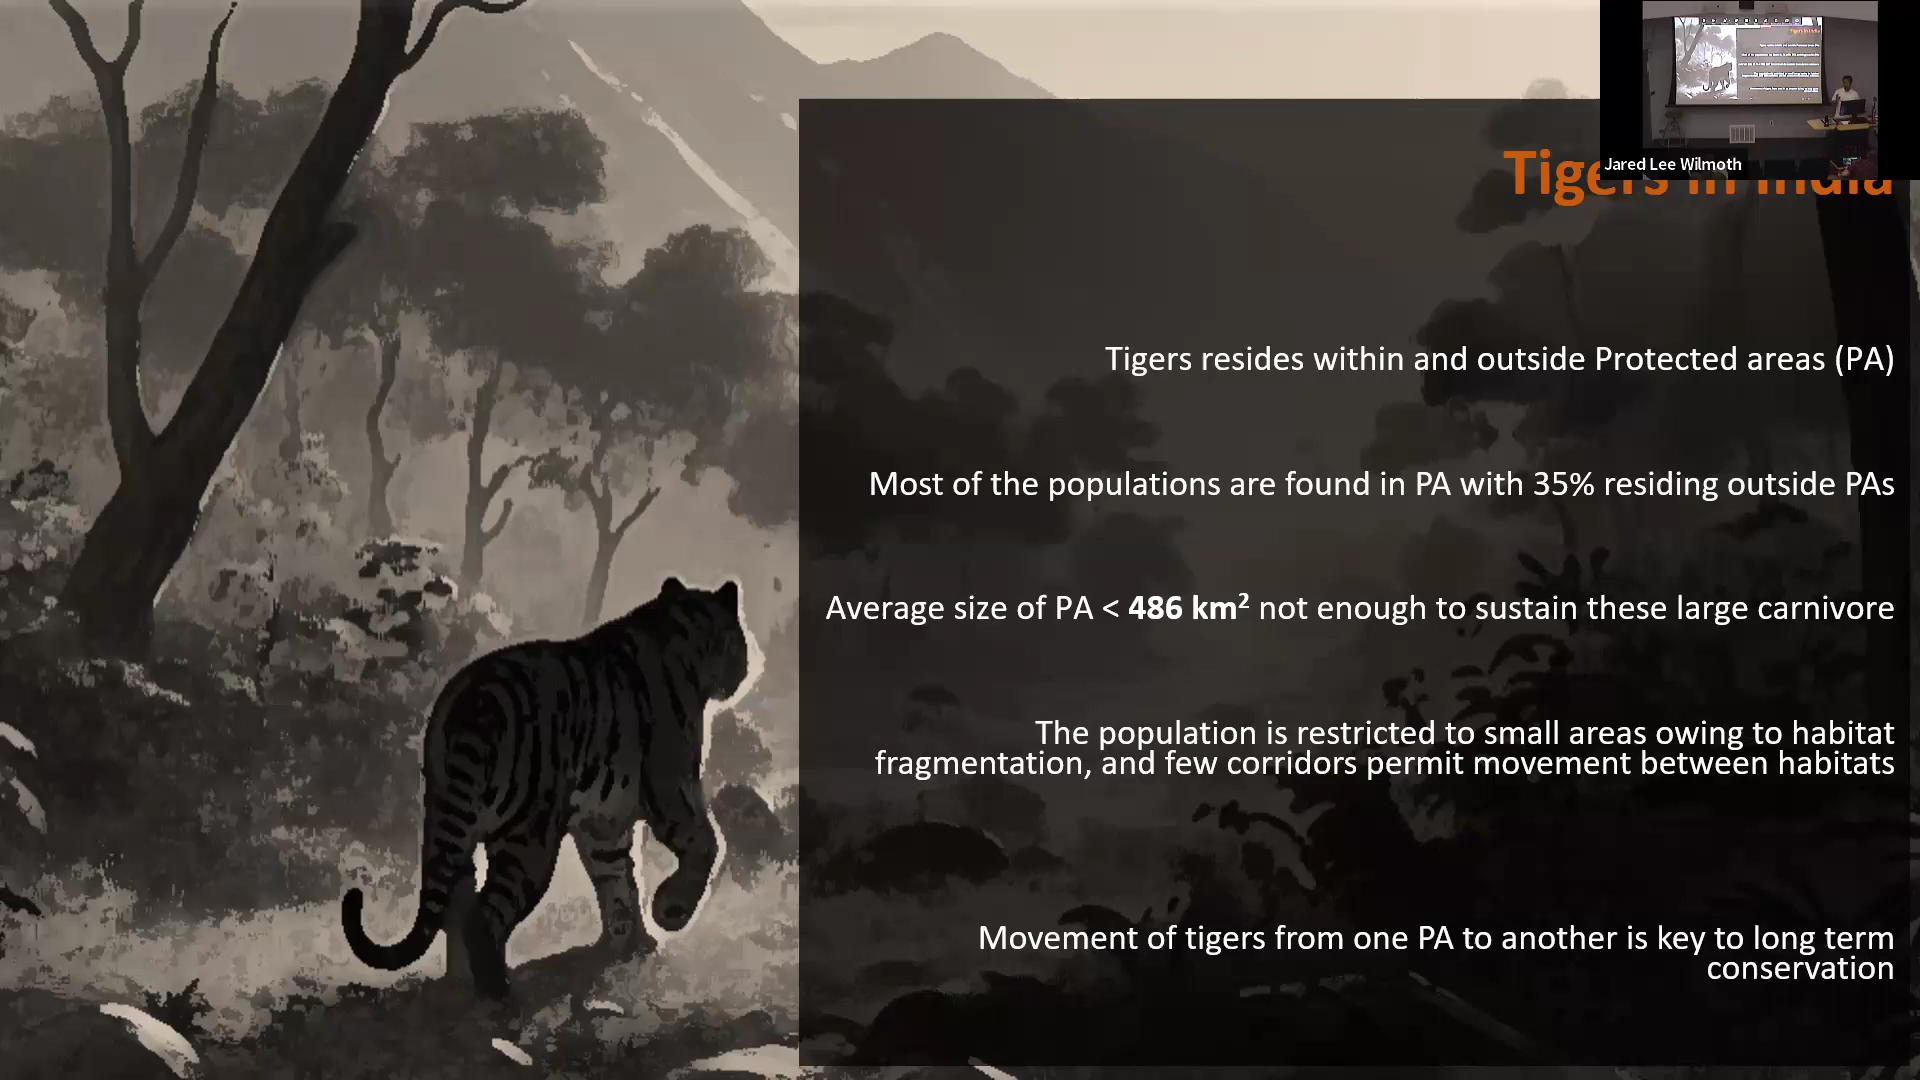 Tigers in India
Jared Lee Wilmoth
Tigers resides within and outside Protected areas (PA)
Most of the populations are found in PA with 35% residing outside PAs
Average size of PA < 486 km² not enough to sustain these large carnivore
The population is restricted to small areas owing to habitat
fragmentation, and few corridors permit movement between habitats
Movement of tigers from one PA to another is key to long term
conservation